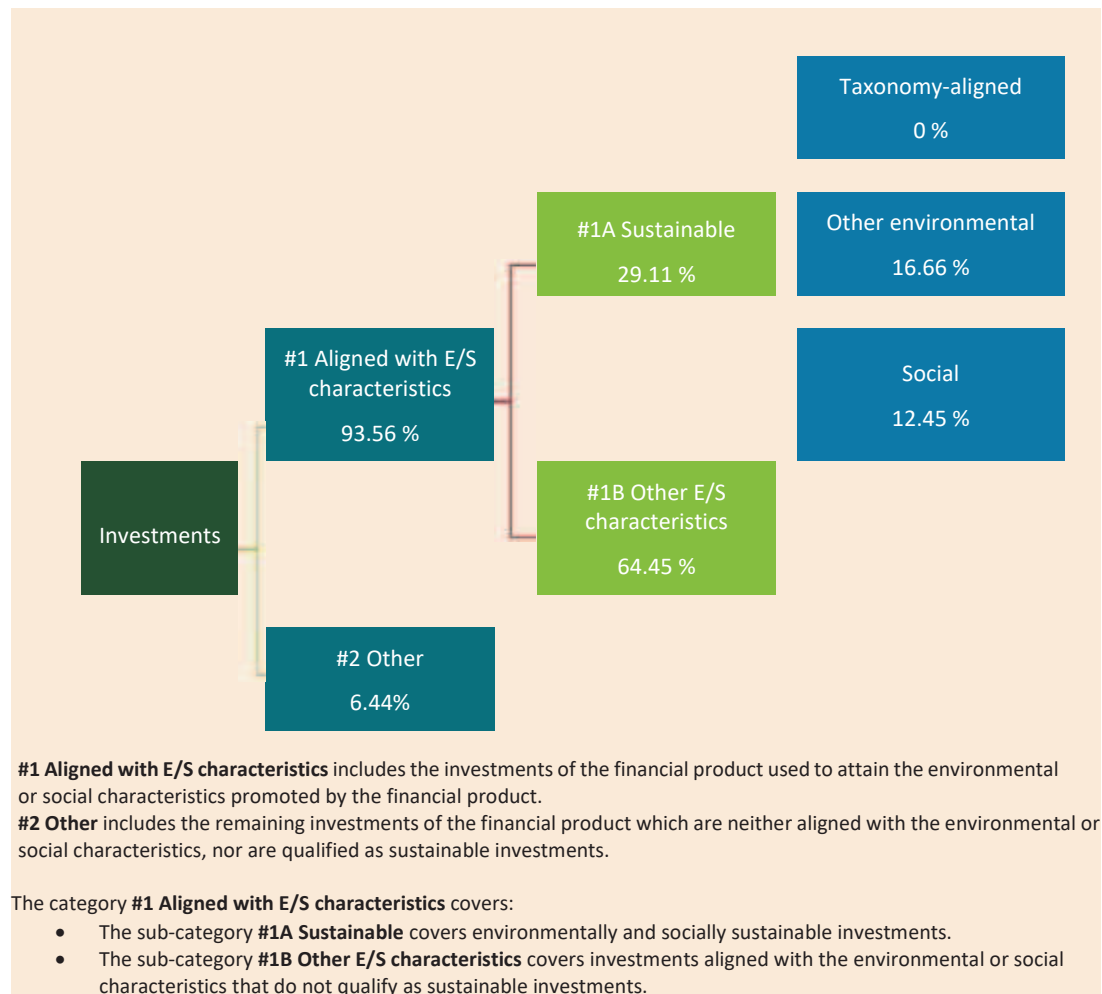 Taxonomy-aligned
0 %
#1A Sustainable
29.11 %
Other environmental
16.66 %
#1 Aligned with E/S
characteristics
93.56 %
Social
12.45 %
Investments
#1B Other E/S
characteristics
64.45 %
#2 Other
6.44%
#1 Aligned with E/S characteristics includes the investments of the financial product used to attain the environmental
or social characteristics promoted by the financial product.
#2 Other includes the remaining investments of the financial product which are neither aligned with the environmental or
social characteristics, nor are qualified as sustainable investments.
The category #1 Aligned with E/S characteristics covers:
• The sub-category #1A Sustainable covers environmentally and socially sustainable investments.
• The sub-category #1B Other E/S characteristics covers investments aligned with the environmental or social
characteristics that do not qualify as sustainable investments.